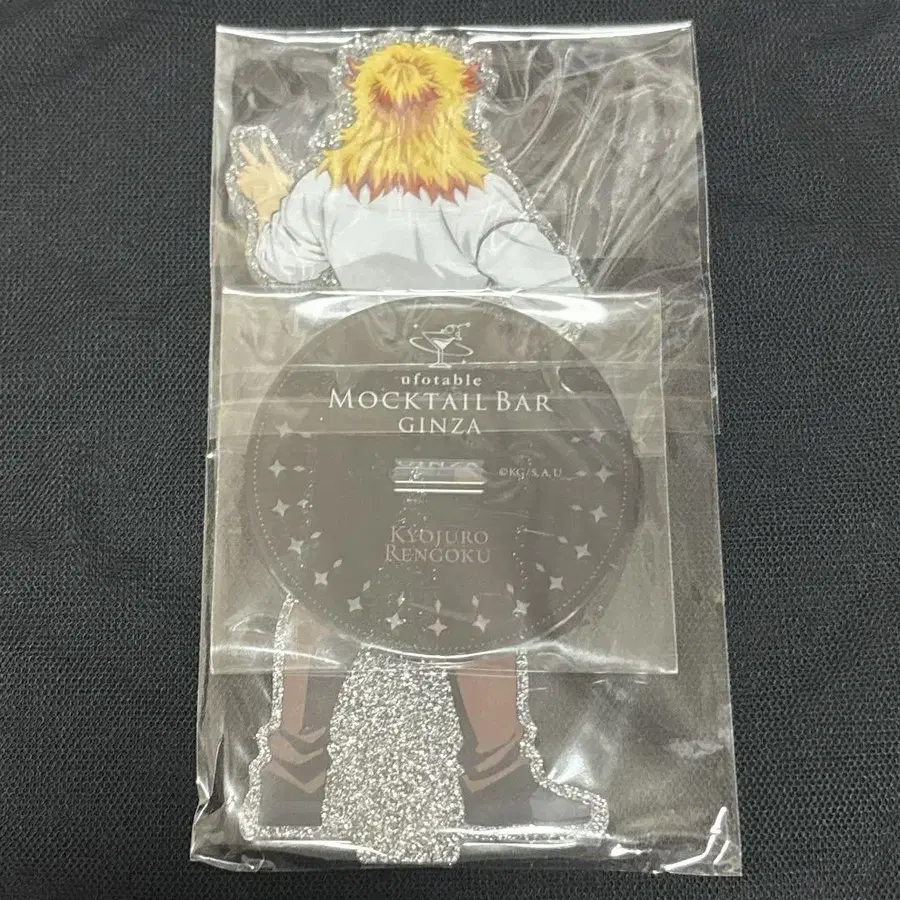 ufotable
MOCKTAIL BAR
GINZA
©KG/S,A,U
KYOJURO
RENGOKU